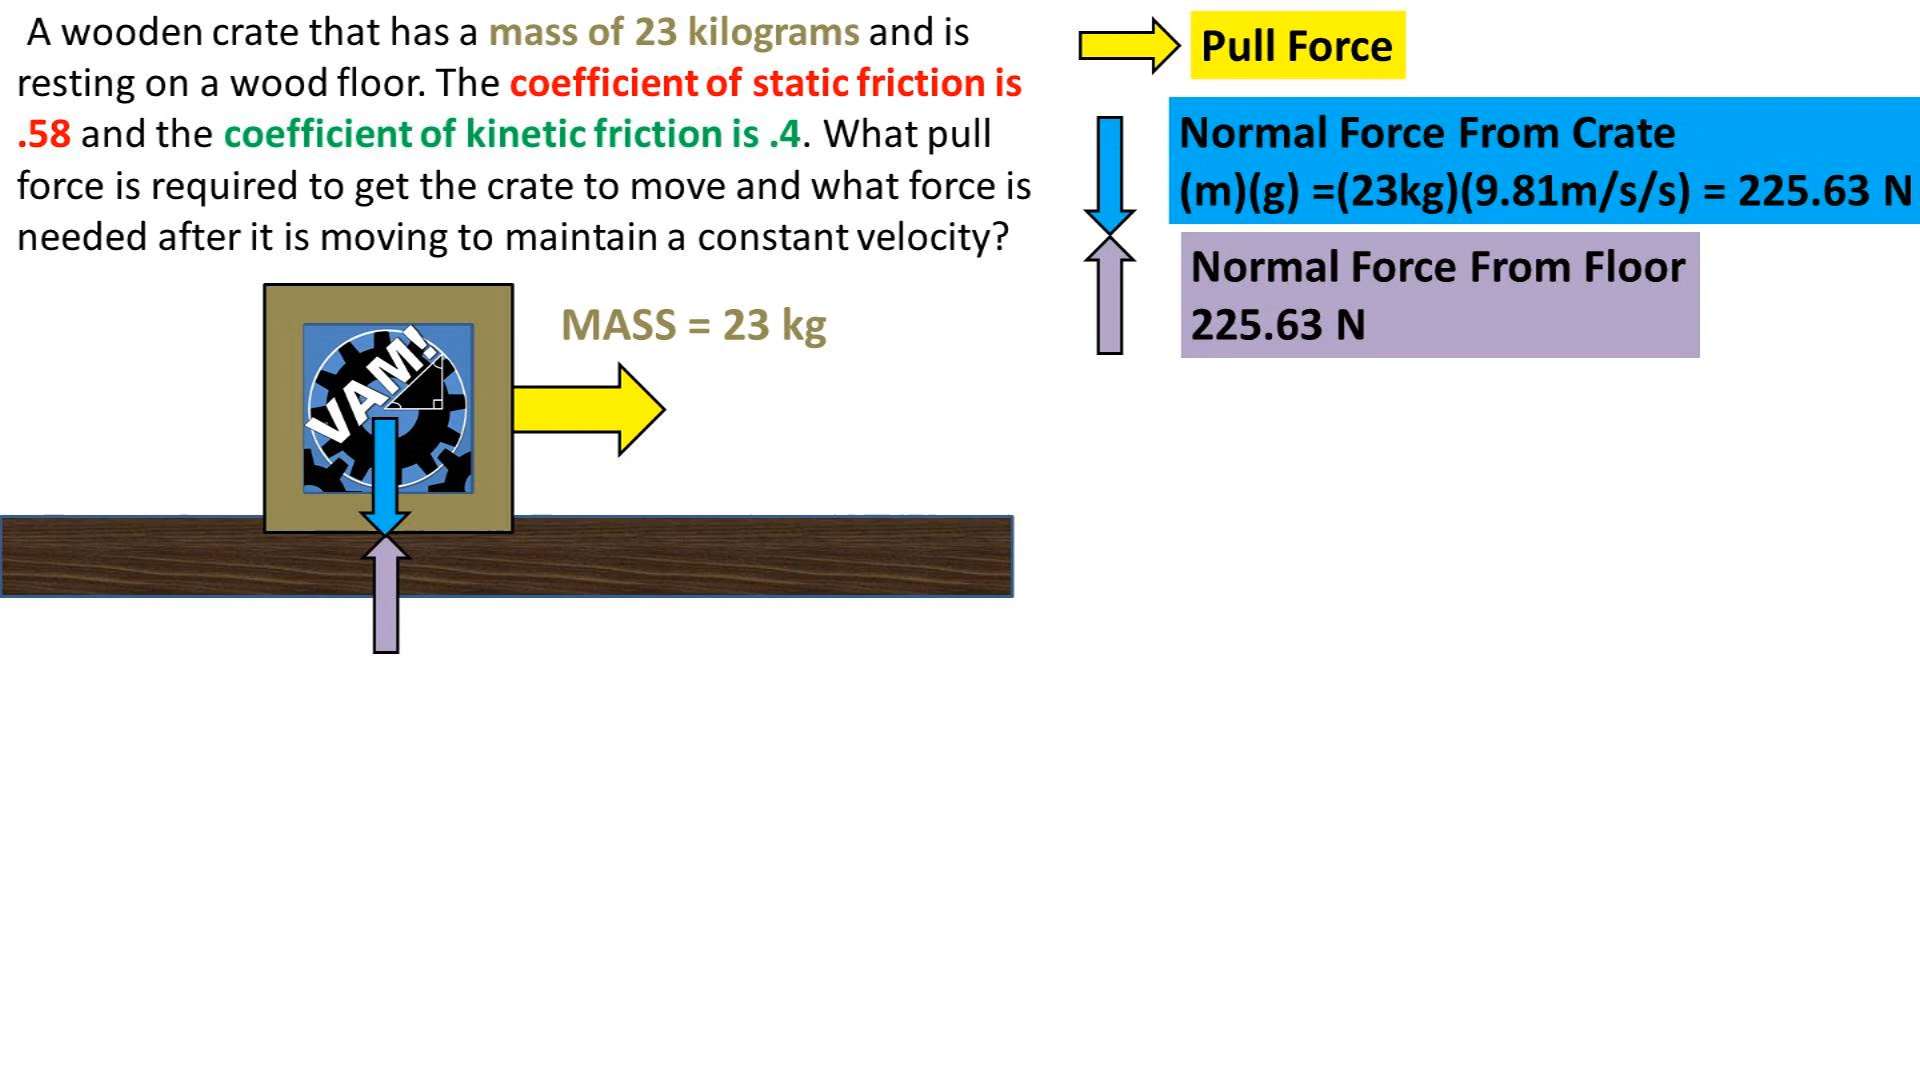 A wooden crate that has a mass of 23 kilograms and is
resting on a wood floor. The coefficient of static friction is
.58 and the coefficient of kinetic friction is .4. What pull
force is required to get the crate to move and what force is
needed after it is moving to maintain a constant velocity?
MASS = 23 kg
VAM!
Pull Force
Normal Force From Crate
(m)(g) =(23kg)(9.81m/s/s) = 225.63 N
Normal Force From Floor
225.63 N